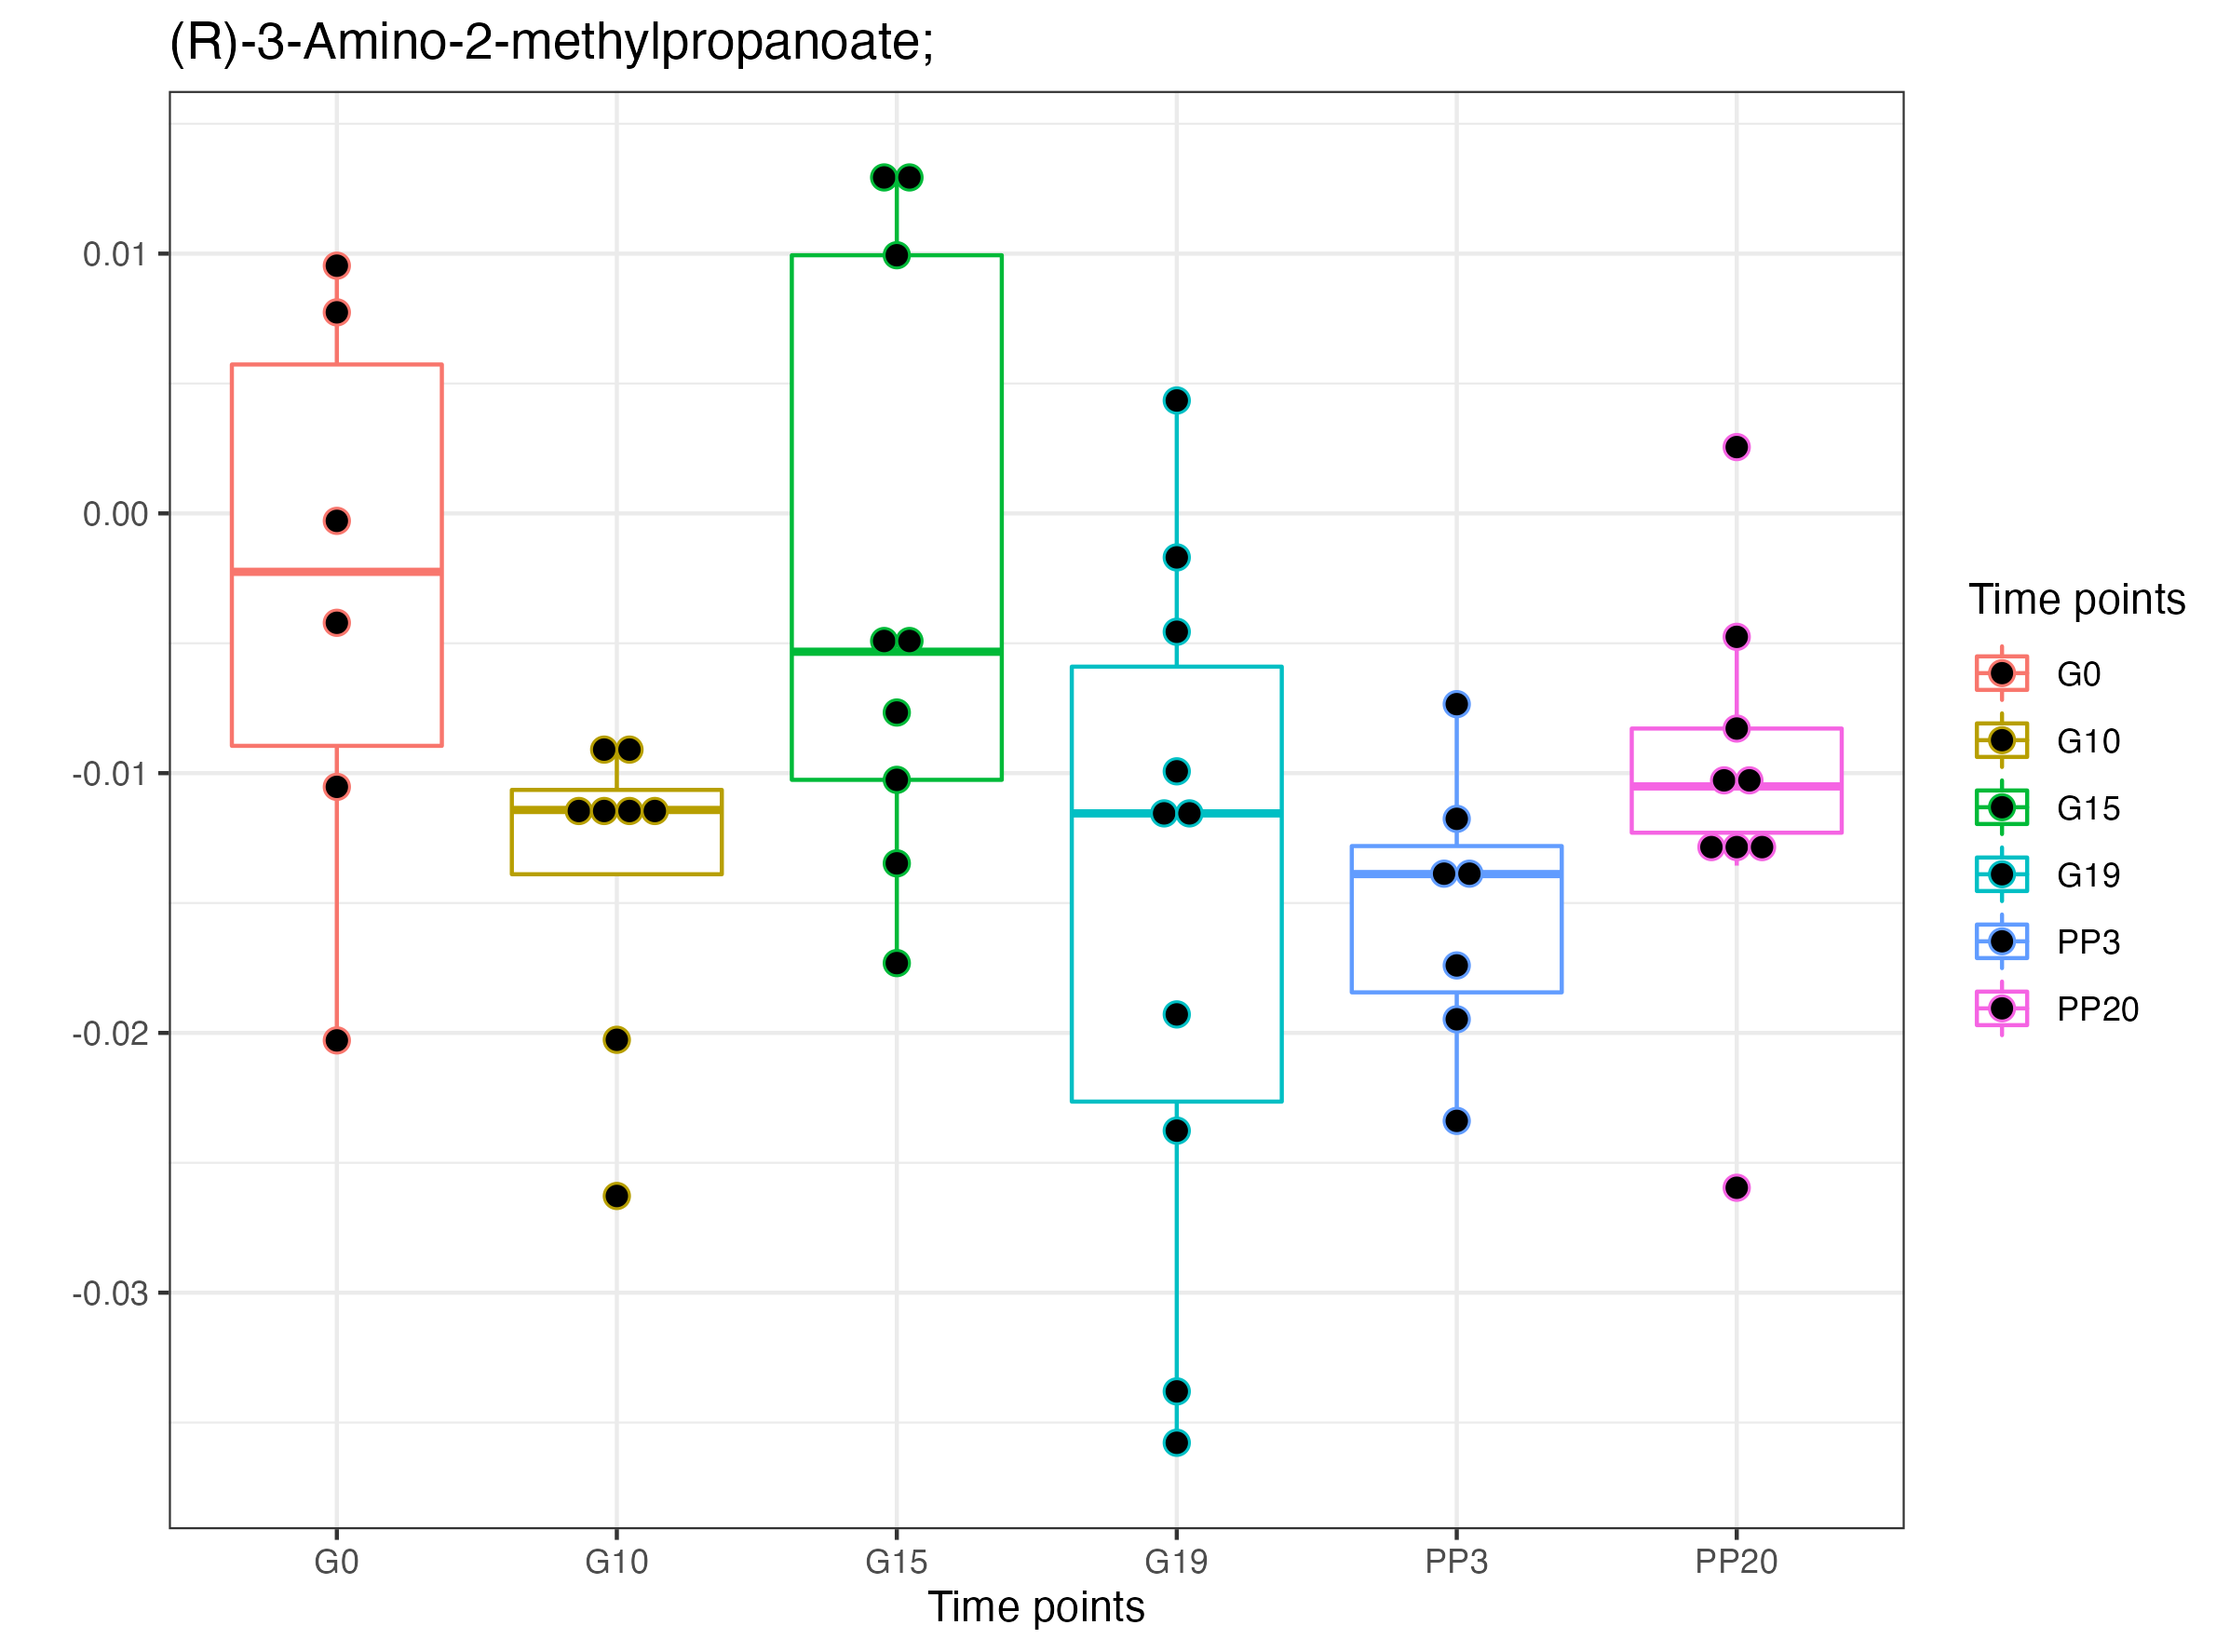 (R)-3-Amino-2-methylpropanoate;
0.01
0.00
-0.01
-0.02
-0.03
G0
G10
G15
G19
PP3
PP20
Time points
Time points
G0
G10
G15
G19
PP3
PP20